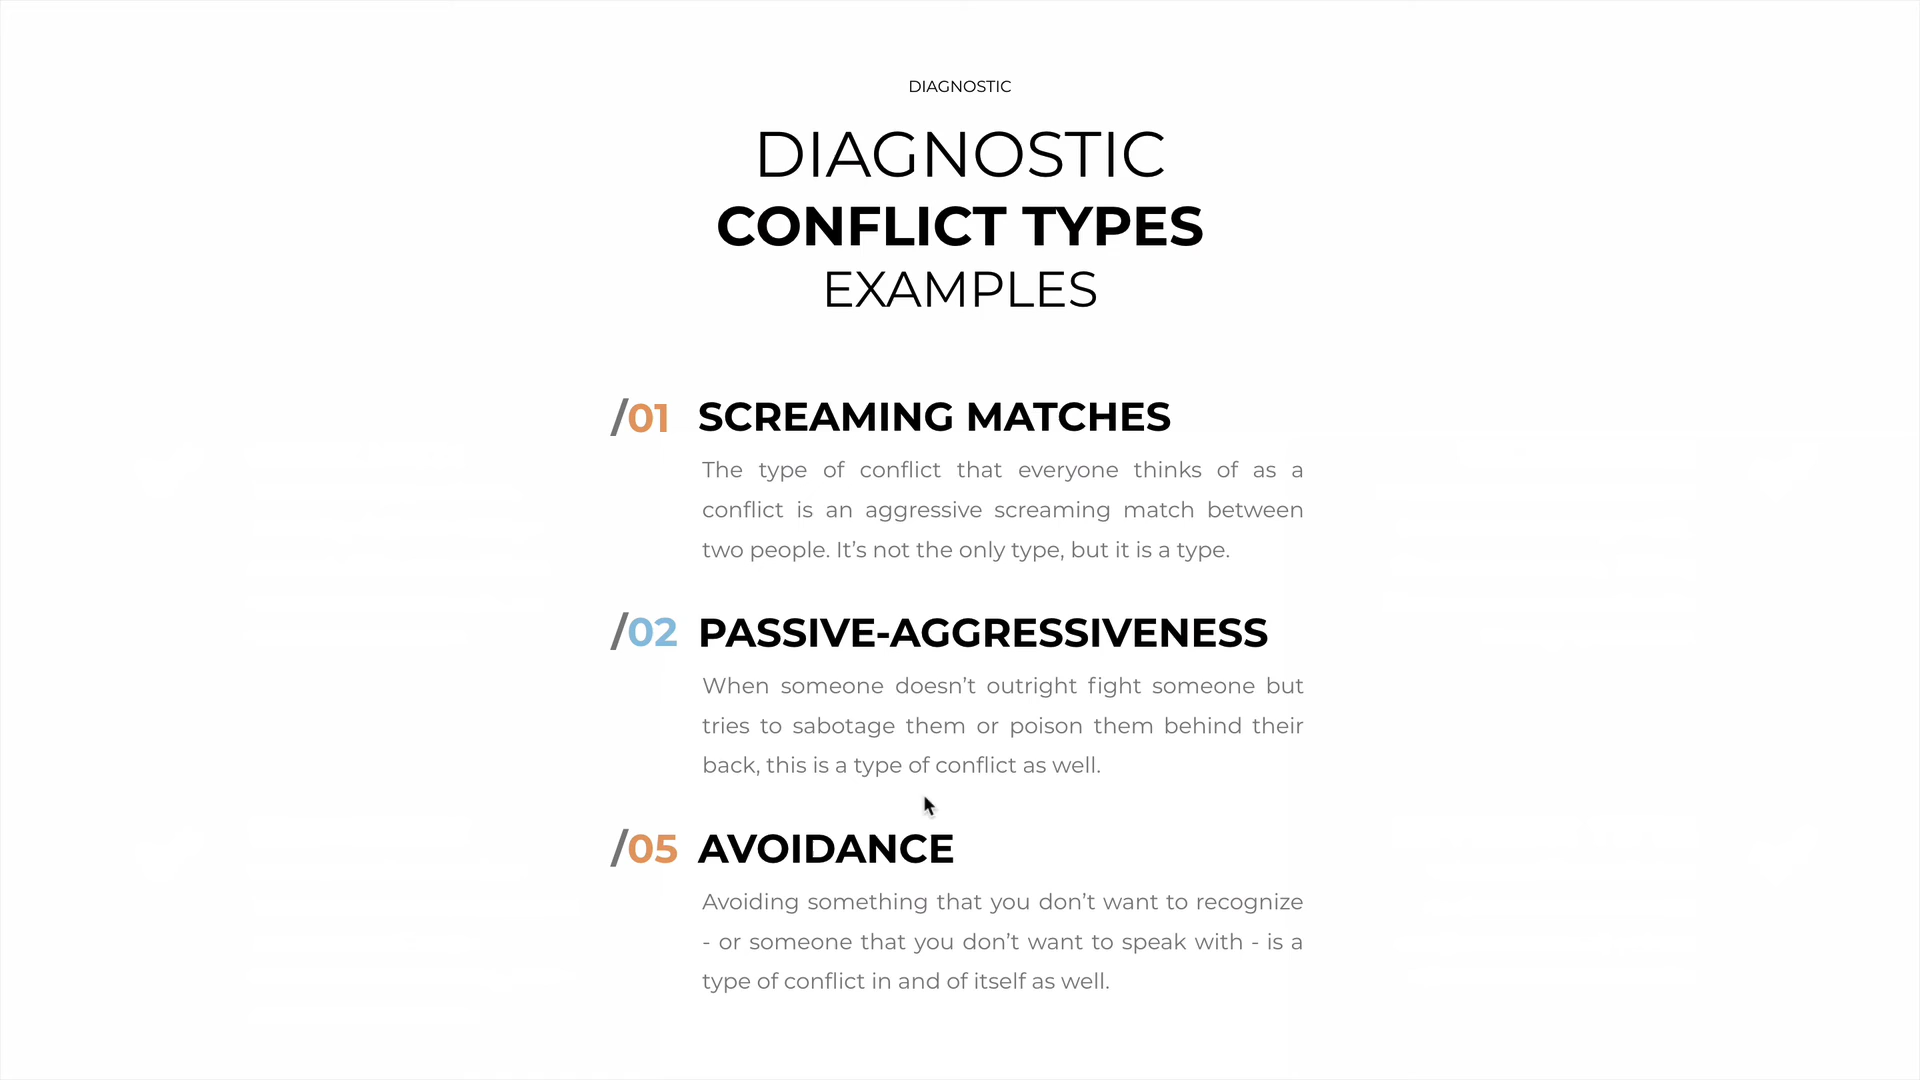 DIAGNOSTIC
DIAGNOSTIC
CONFLICT TYPES
EXAMPLES
/01 SCREAMING MATCHES
The type of conflict that everyone thinks of as a
conflict is an aggressive screaming match between
two people. It’s not the only type, but it is a type.
/02 PASSIVE-AGGRESSIVENESS
When someone doesn’t outright fight someone but
tries to sabotage them or poison them behind their
back, this is a type of conflict as well.
/05 AVOIDANCE
Avoiding something that you don’t want to recognize
- or someone that you don’t want to speak with - is a
type of conflict in and of itself as well.